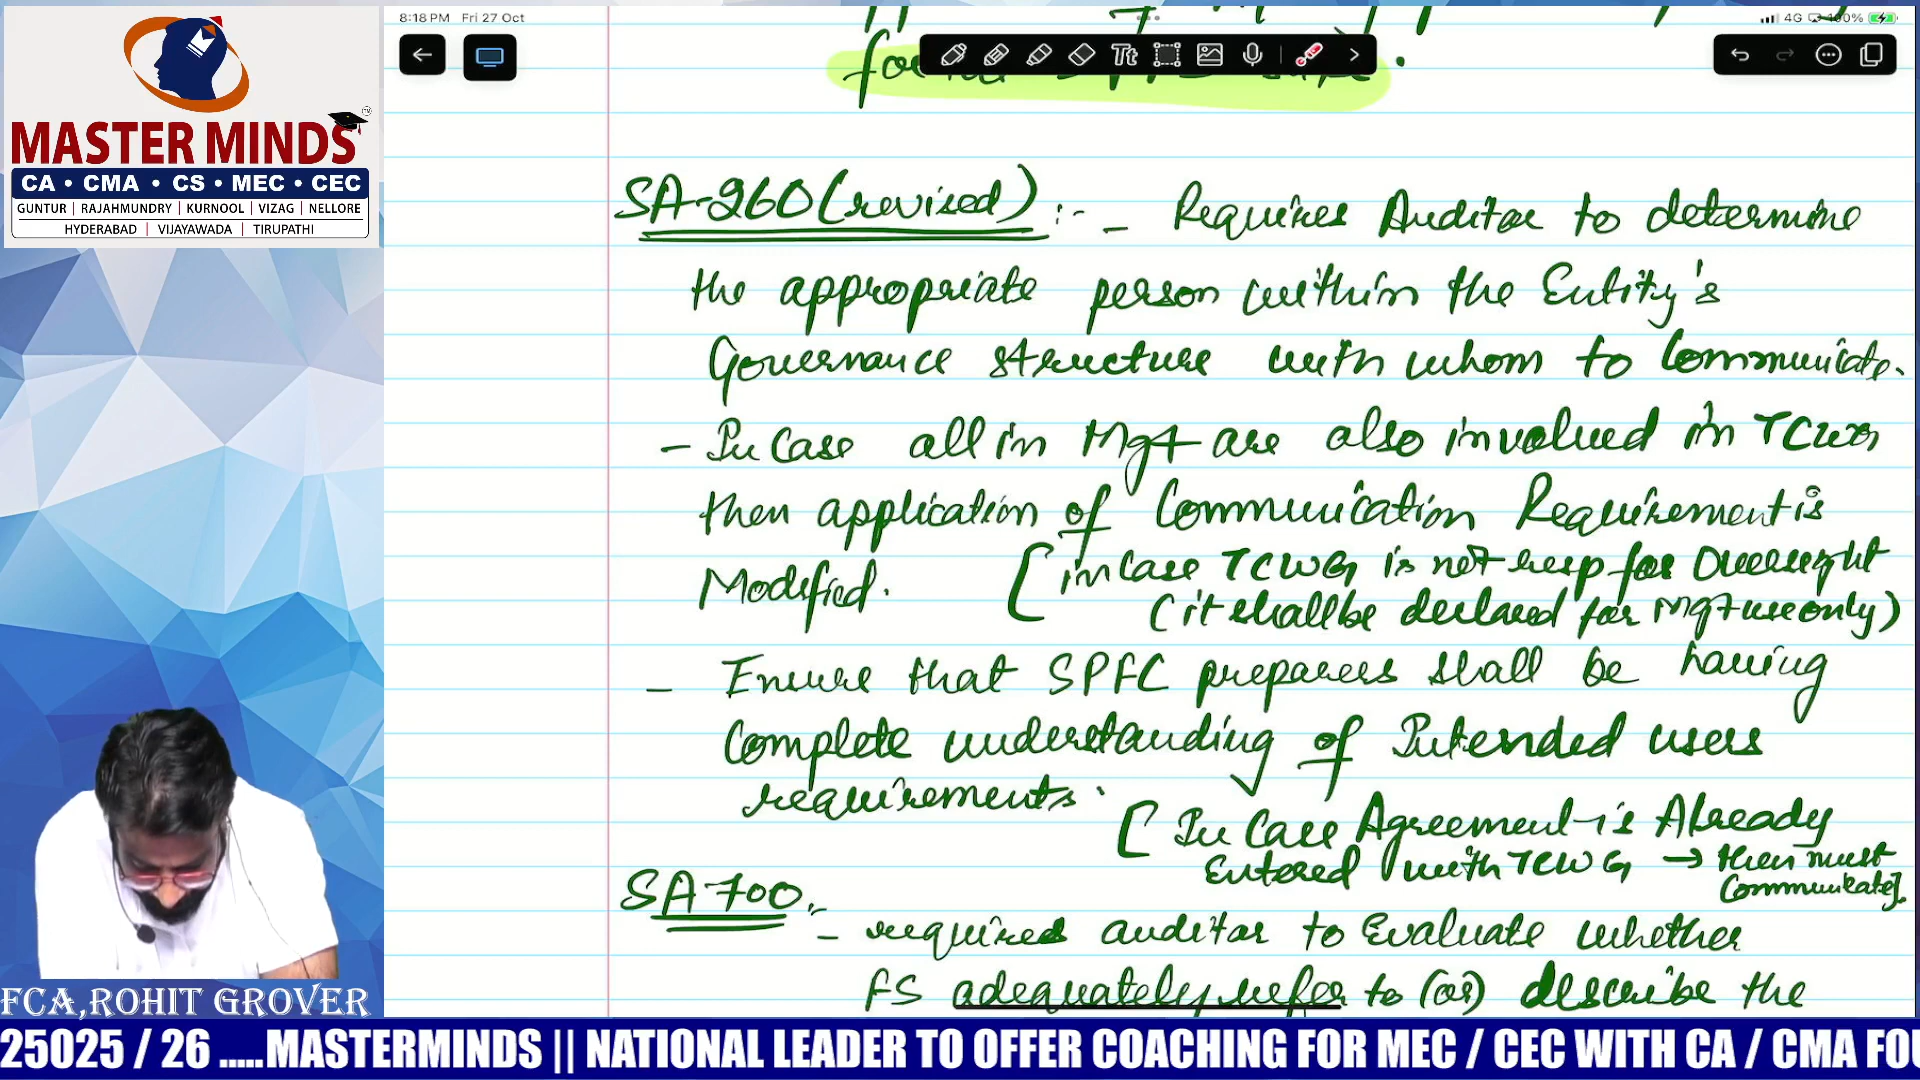 8:18 PM Fri 27 Oct
4G 100%
MASTER MINDS
CA • CMA • CS • MEC • CEC
GUNTUR | RAJAHMUNDRY | KURNOOL | VIZAG | NELLORE
HYDERABAD | VIJAYAWADA | TIRUPATHI
Tt
SA-260 (revised) :- - Requires Auditor to determine
the appropriate person within the Entity's
Governance structure with whom to Communicate.
- In Case all in Mgt are also involved in TCWG
then application of Communication Requirement is
Modified. [in Case TCWG is not resp for Oversight
(it shall be declared for Mgt use only)
- Ensure that SPFC preparers shall be having
Complete understanding of Intended users
requirements.
[In Case Agreement is Already
Entered with TCWG → then must
Communicate].
SA 700 :-
- required auditor to Evaluate whether
FS adequately refer to (or) describe the
FCA,ROHIT GROVER
25025 / 26 .....MASTERMINDS || NATIONAL LEADER TO OFFER COACHING FOR MEC / CEC WITH CA / CMA FOU